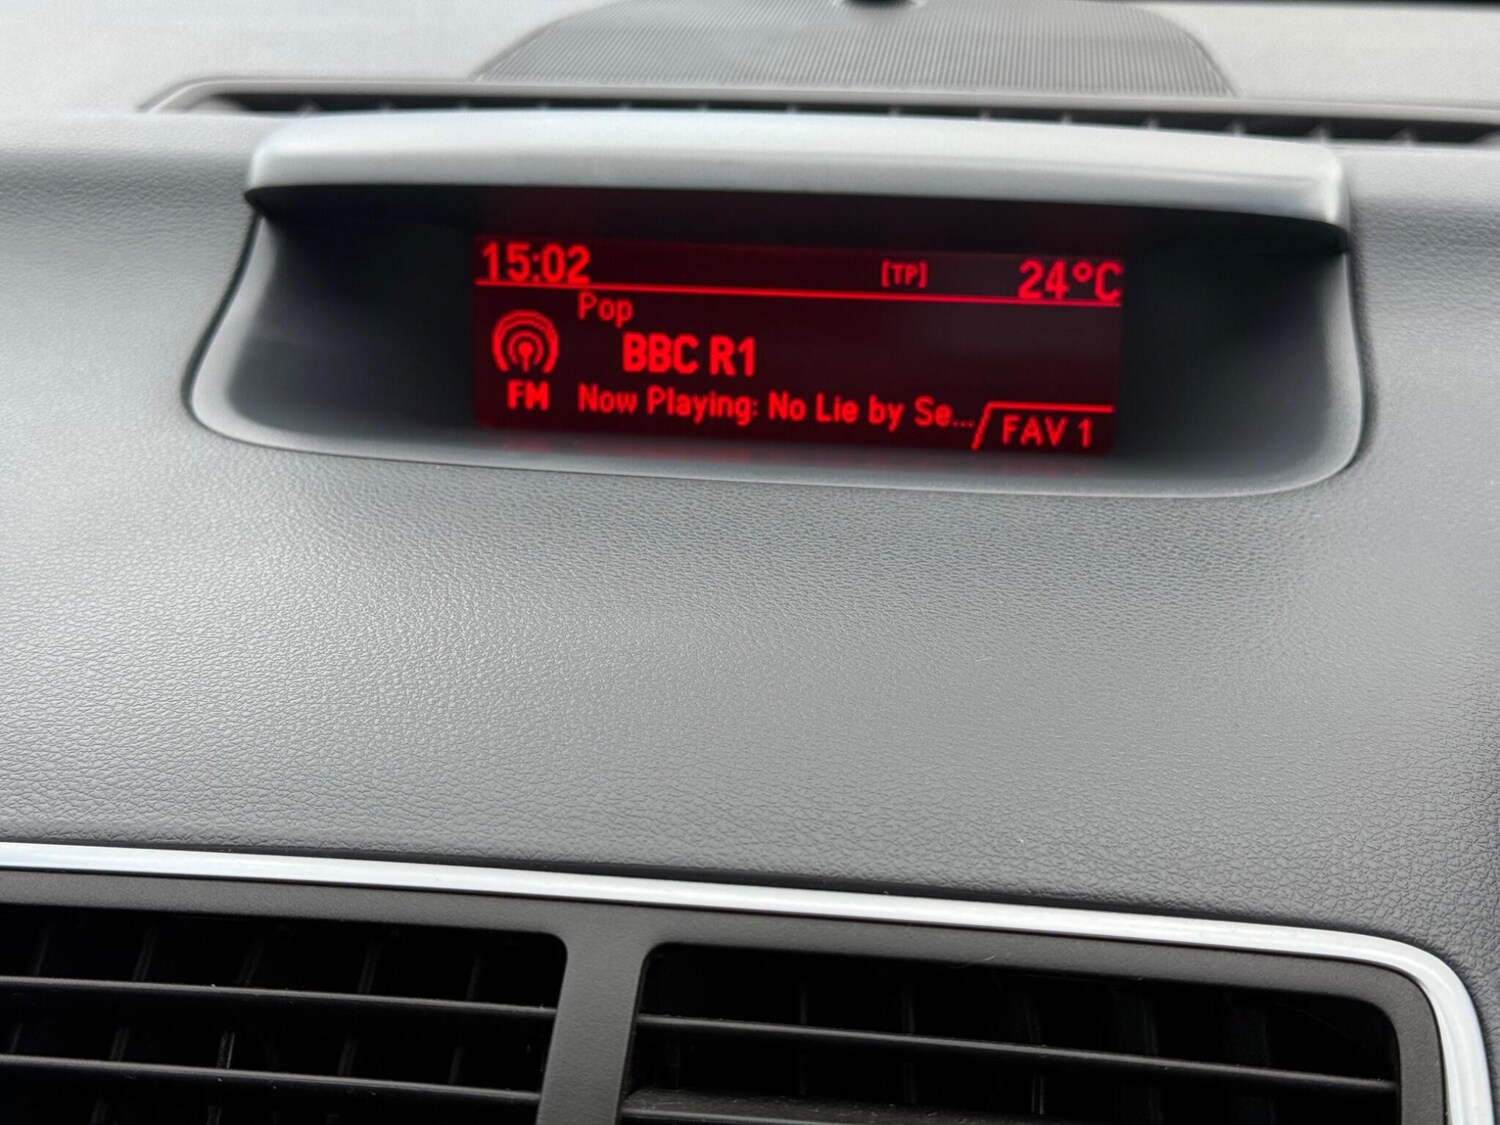 15:02 [TP] 24°C
Pop
BBC R1
FM Now Playing: No Lie by Se...
FAV 1